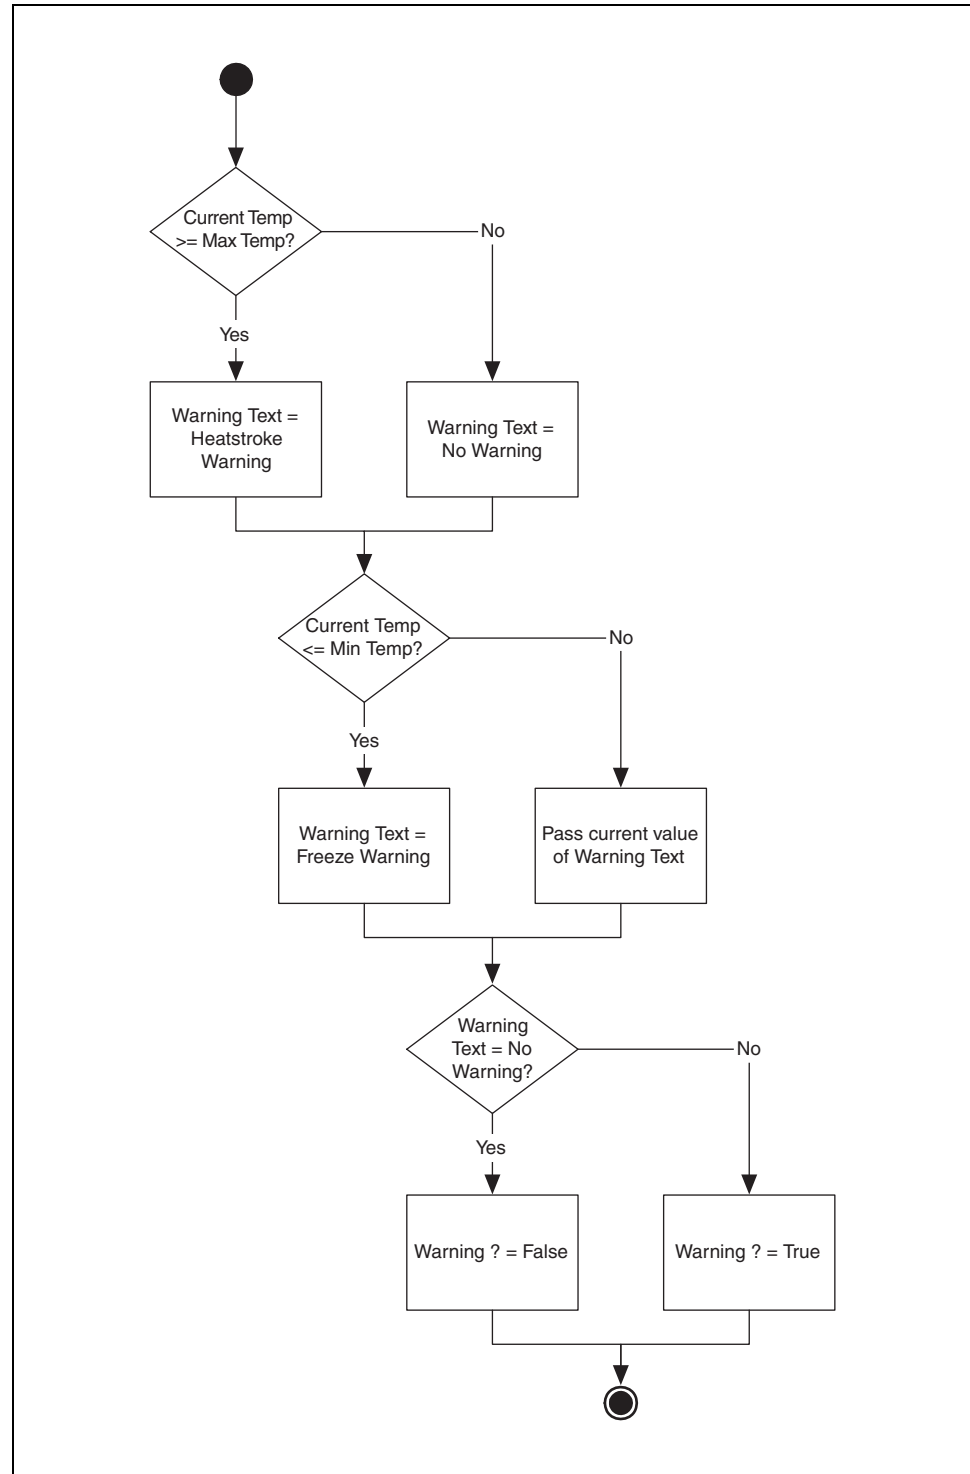 Current Temp
>= Max Temp?
No
Yes
Warning Text =
Heatstroke
Warning
Warning Text =
No Warning
Current Temp
<= Min Temp?
No
Yes
Warning Text =
Freeze Warning
Pass current value
of Warning Text
Warning
Text = No
Warning?
No
Yes
Warning ? = False
Warning ? = True